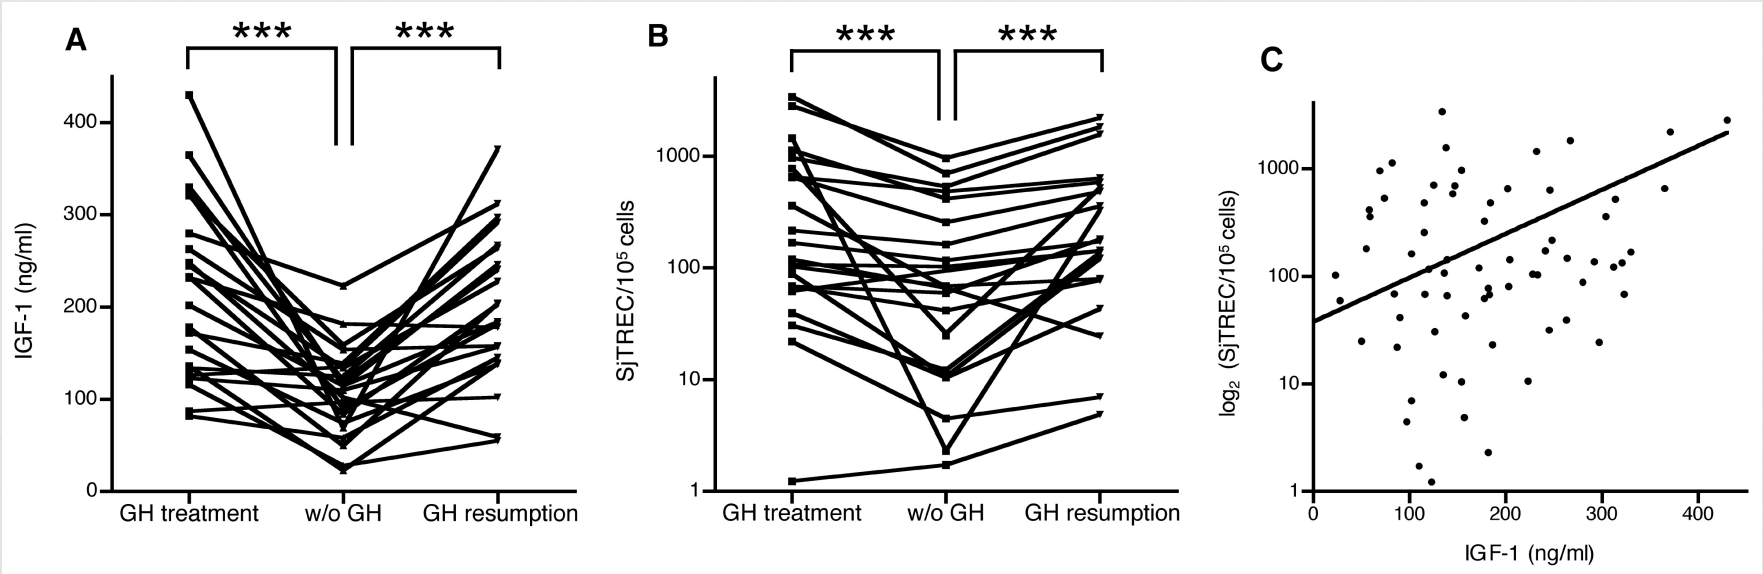 A
*** ***
IGF-1 (ng/ml)
400
300
200
100
0
GH treatment w/o GH GH resumption
B
*** ***
SjTREC/10⁵ cells
1000
100
10
1
GH treatment w/o GH GH resumption
C
log₂ (SjTREC/10⁵ cells)
1000
100
10
1
0 100 200 300 400
IGF-1 (ng/ml)